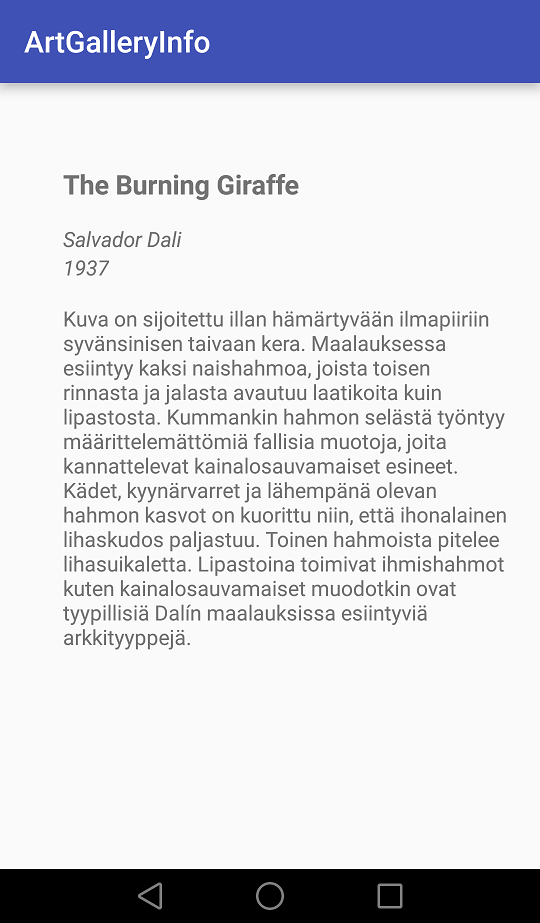 ArtGalleryInfo
The Burning Giraffe
Salvador Dali
1937
Kuva on sijoitettu illan hämärtyvään ilmapiiriin
syvänsinisen taivaan kera. Maalauksessa
esiintyy kaksi naishahmoa, joista toisen
rinnasta ja jalasta avautuu laatikoita kuin
lipastosta. Kummankin hahmon selästä työntyy
määrittelemättömiä fallisia muotoja, joita
kannattelevat kainalosauvamaiset esineet.
Kädet, kyynärvarret ja lähempänä olevan
hahmon kasvot on kuorittu niin, että ihonalainen
lihaskudos paljastuu. Toinen hahmoista pitelee
lihasuikaletta. Lipastoina toimivat ihmishahmot
kuten kainalosauvamaiset muodotkin ovat
tyypillisiä Dalín maalauksissa esiintyviä
arkkityyppejä.